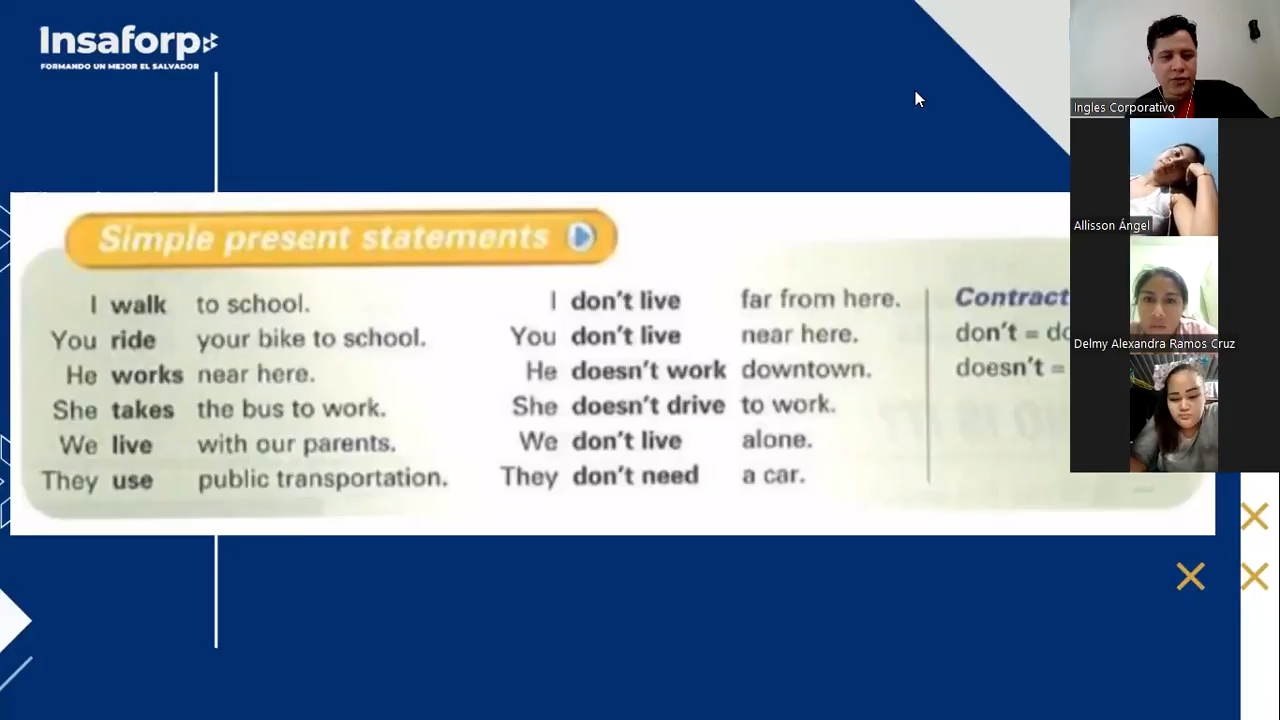 Insaforp
FORMANDO UN MEJOR EL SALVADOR
Simple present statements
I walk to school.
You ride your bike to school.
He works near here.
She takes the bus to work.
We live with our parents.
They use public transportation.
I don't live far from here.
You don't live near here.
He doesn't work downtown.
She doesn't drive to work.
We don't live alone.
They don't need a car.
Contract
don't = do
doesn't =
Ingles Corporativo
Allisson Ángel
Delmy Alexandra Ramos Cruz